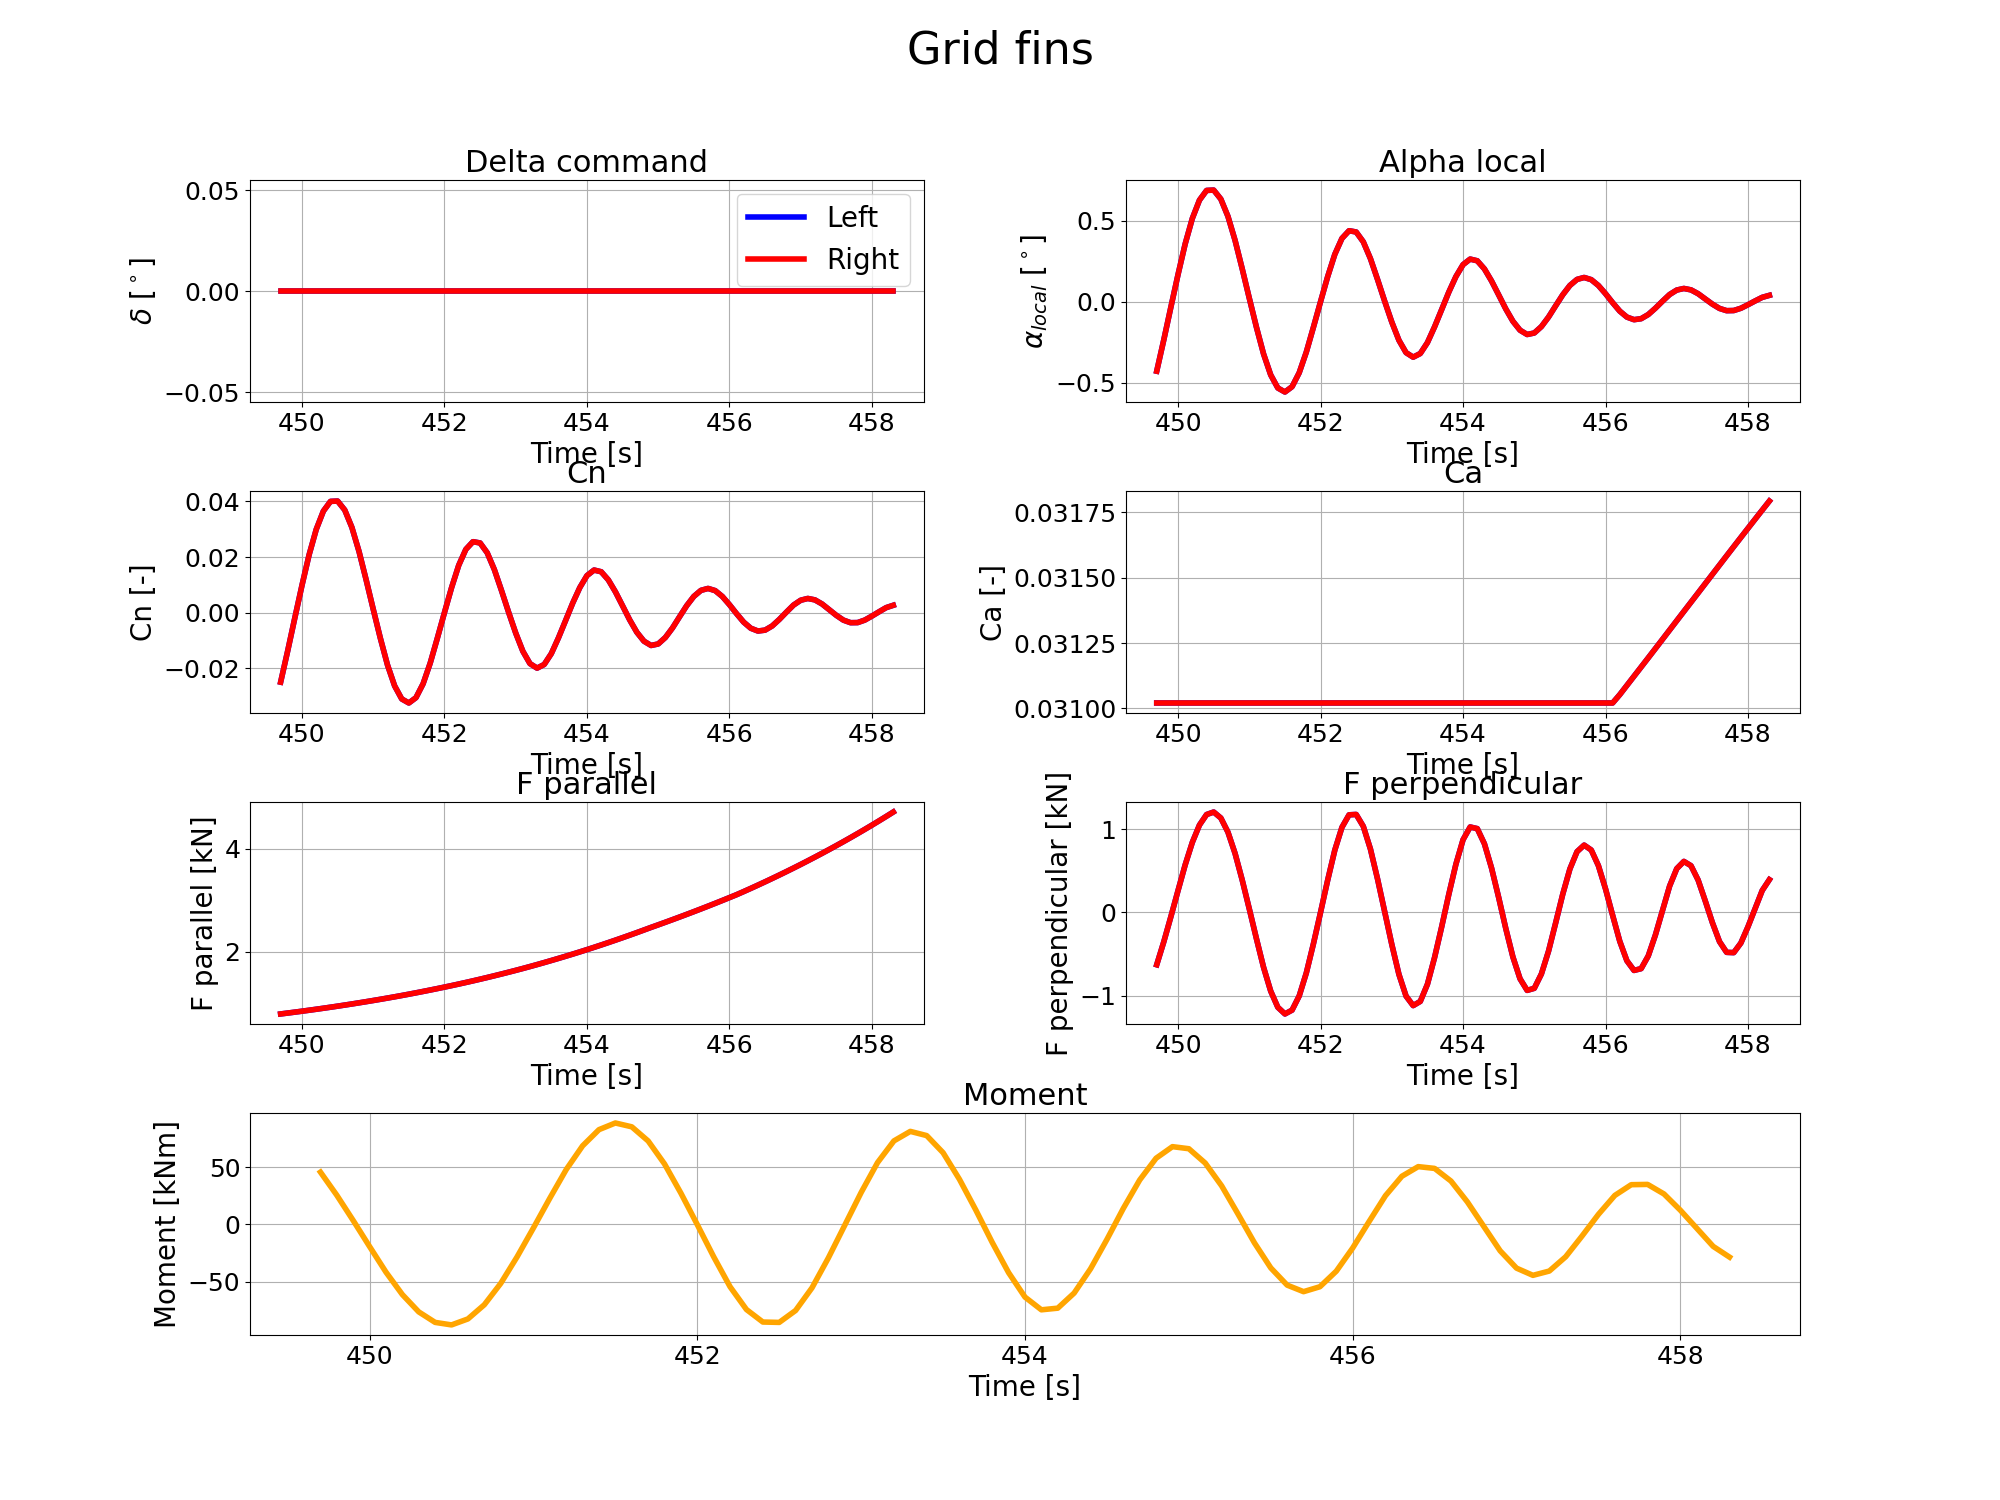 Grid fins
Delta command
δ [°]
0.05
0.00
−0.05
Left
Right
450 452 454 456 458
Time [s]
Alpha local
α_local [°]
0.5
0.0
−0.5
450 452 454 456 458
Time [s]
Cn
Cn [-]
0.04
0.02
0.00
−0.02
450 452 454 456 458
Time [s]
Ca
Ca [-]
0.03175
0.03150
0.03125
0.03100
450 452 454 456 458
Time [s]
F parallel
F parallel [kN]
4
2
450 452 454 456 458
Time [s]
F perpendicular
F perpendicular [kN]
1
0
−1
450 452 454 456 458
Time [s]
Moment
Moment [kNm]
50
0
−50
450 452 454 456 458
Time [s]